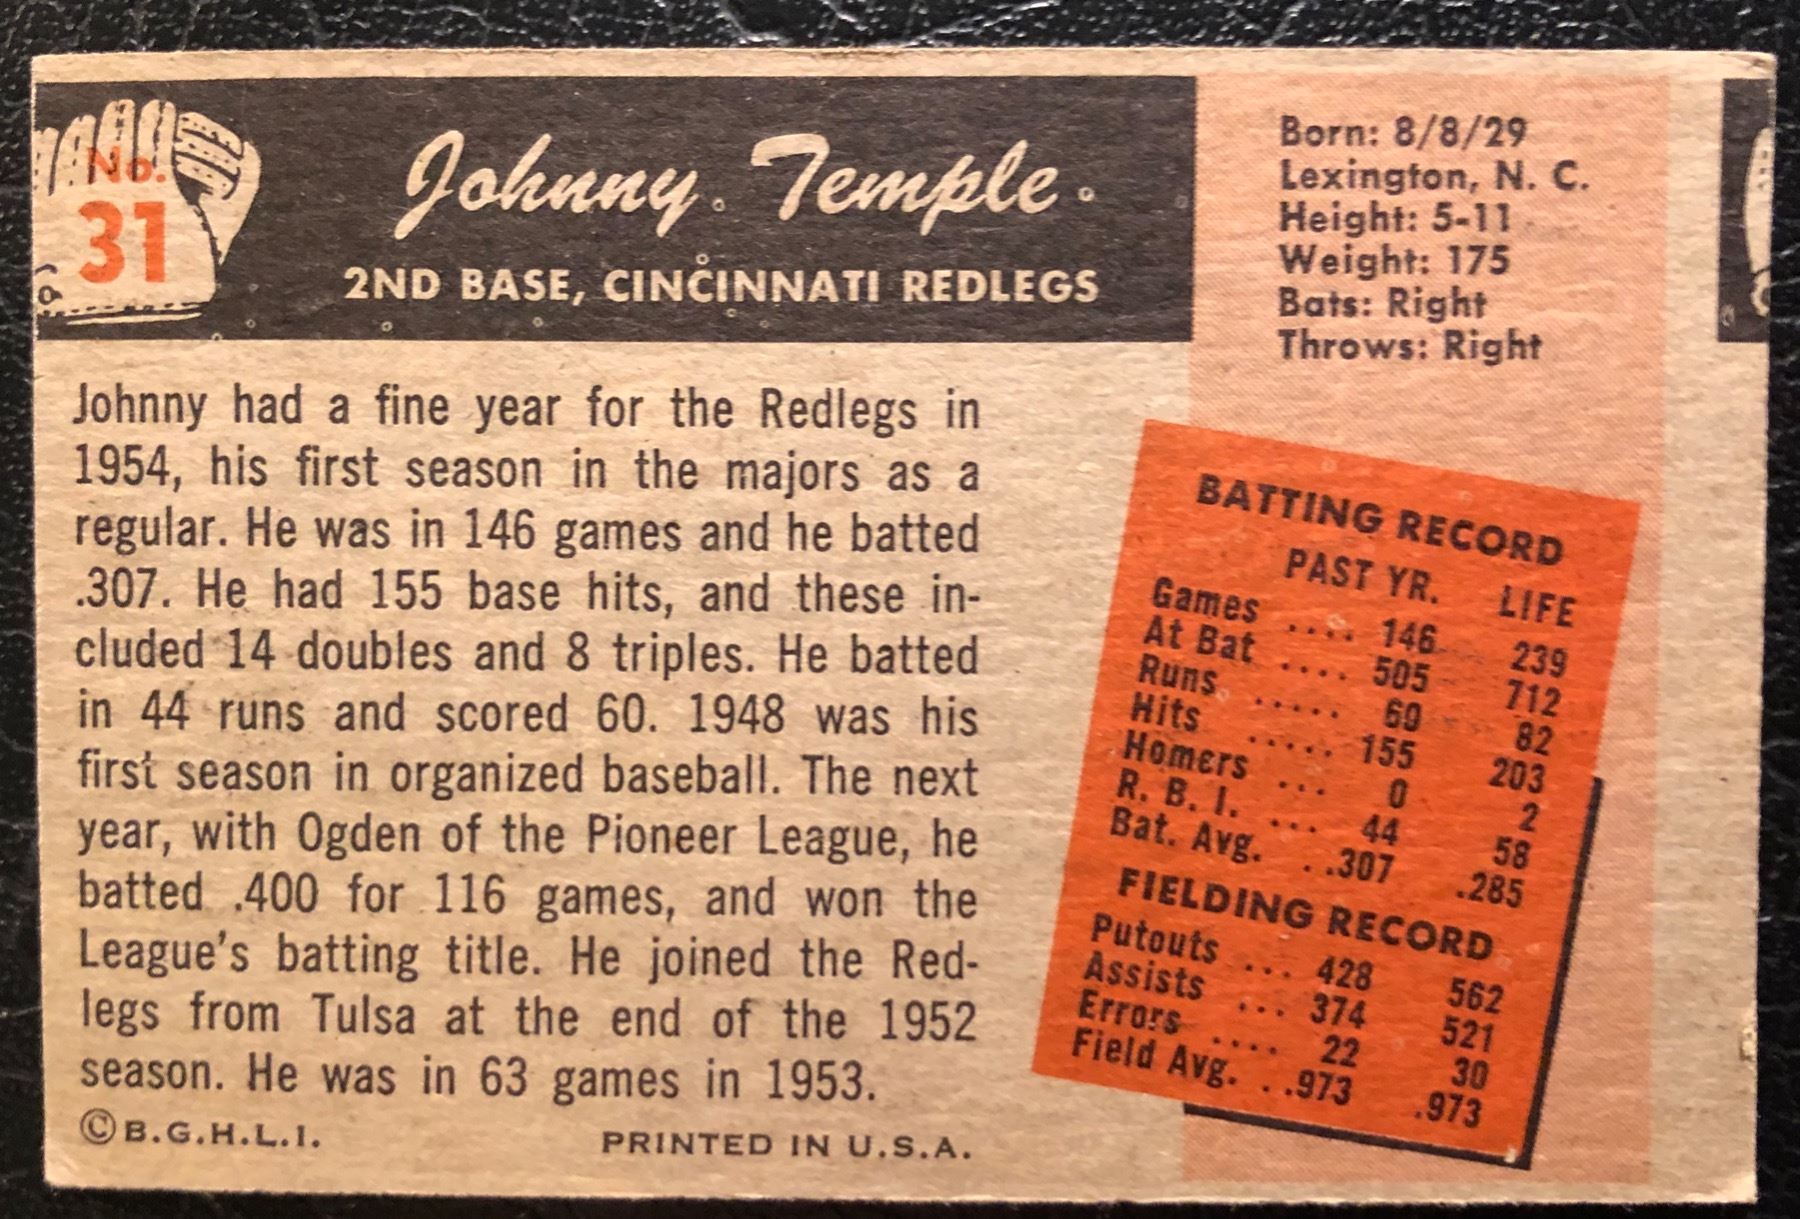 No.
31
Johnny Temple
2ND BASE, CINCINNATI REDLEGS
Born: 8/8/29
Lexington, N. C.
Height: 5-11
Weight: 175
Bats: Right
Throws: Right
Johnny had a fine year for the Redlegs in
1954, his first season in the majors as a
regular. He was in 146 games and he batted
.307. He had 155 base hits, and these in-
cluded 14 doubles and 8 triples. He batted
in 44 runs and scored 60. 1948 was his
first season in organized baseball. The next
year, with Ogden of the Pioneer League, he
batted .400 for 116 games, and won the
League's batting title. He joined the Red-
legs from Tulsa at the end of the 1952
season. He was in 63 games in 1953.
©B.G.H.L.I. PRINTED IN U.S.A.
BATTING RECORD
PAST YR. LIFE
Games .... 146 239
At Bat .... 505 712
Runs ..... 60 82
Hits ..... 155 203
Homers ... 0 2
R. B. I. ... 44 58
Bat. Avg. ..307 .285
FIELDING RECORD
Putouts ... 428 562
Assists ... 374 521
Errors .... 22 30
Field Avg. ..973 .973